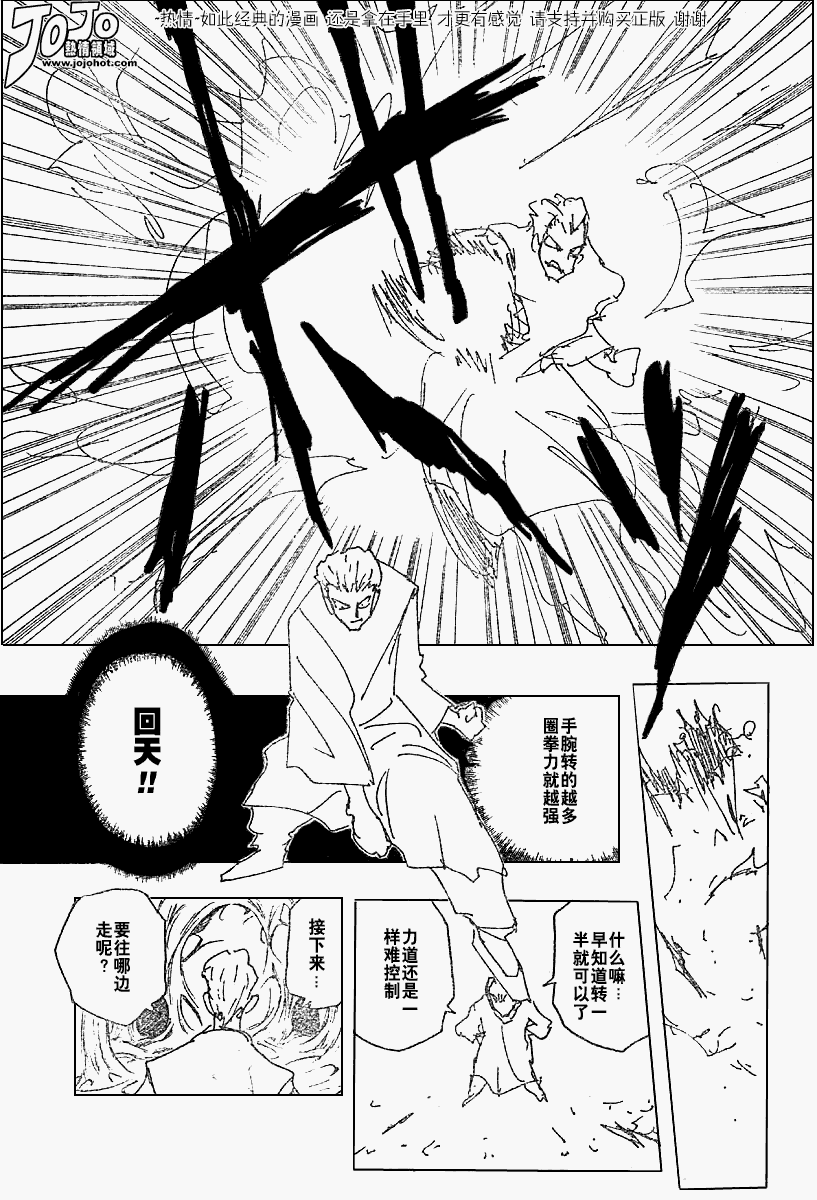 JOJO
热情领域
www.jojohot.com
-热情-如此经典的漫画 还是拿在手里 才更有感觉 请支持并购买正版 谢谢
手腕转的越多
圈拳力就越强
回天!!
什么嘛…
早知道转一
半就可以了
力道还是一
样难控制
接下来…
要往哪边
走呢?